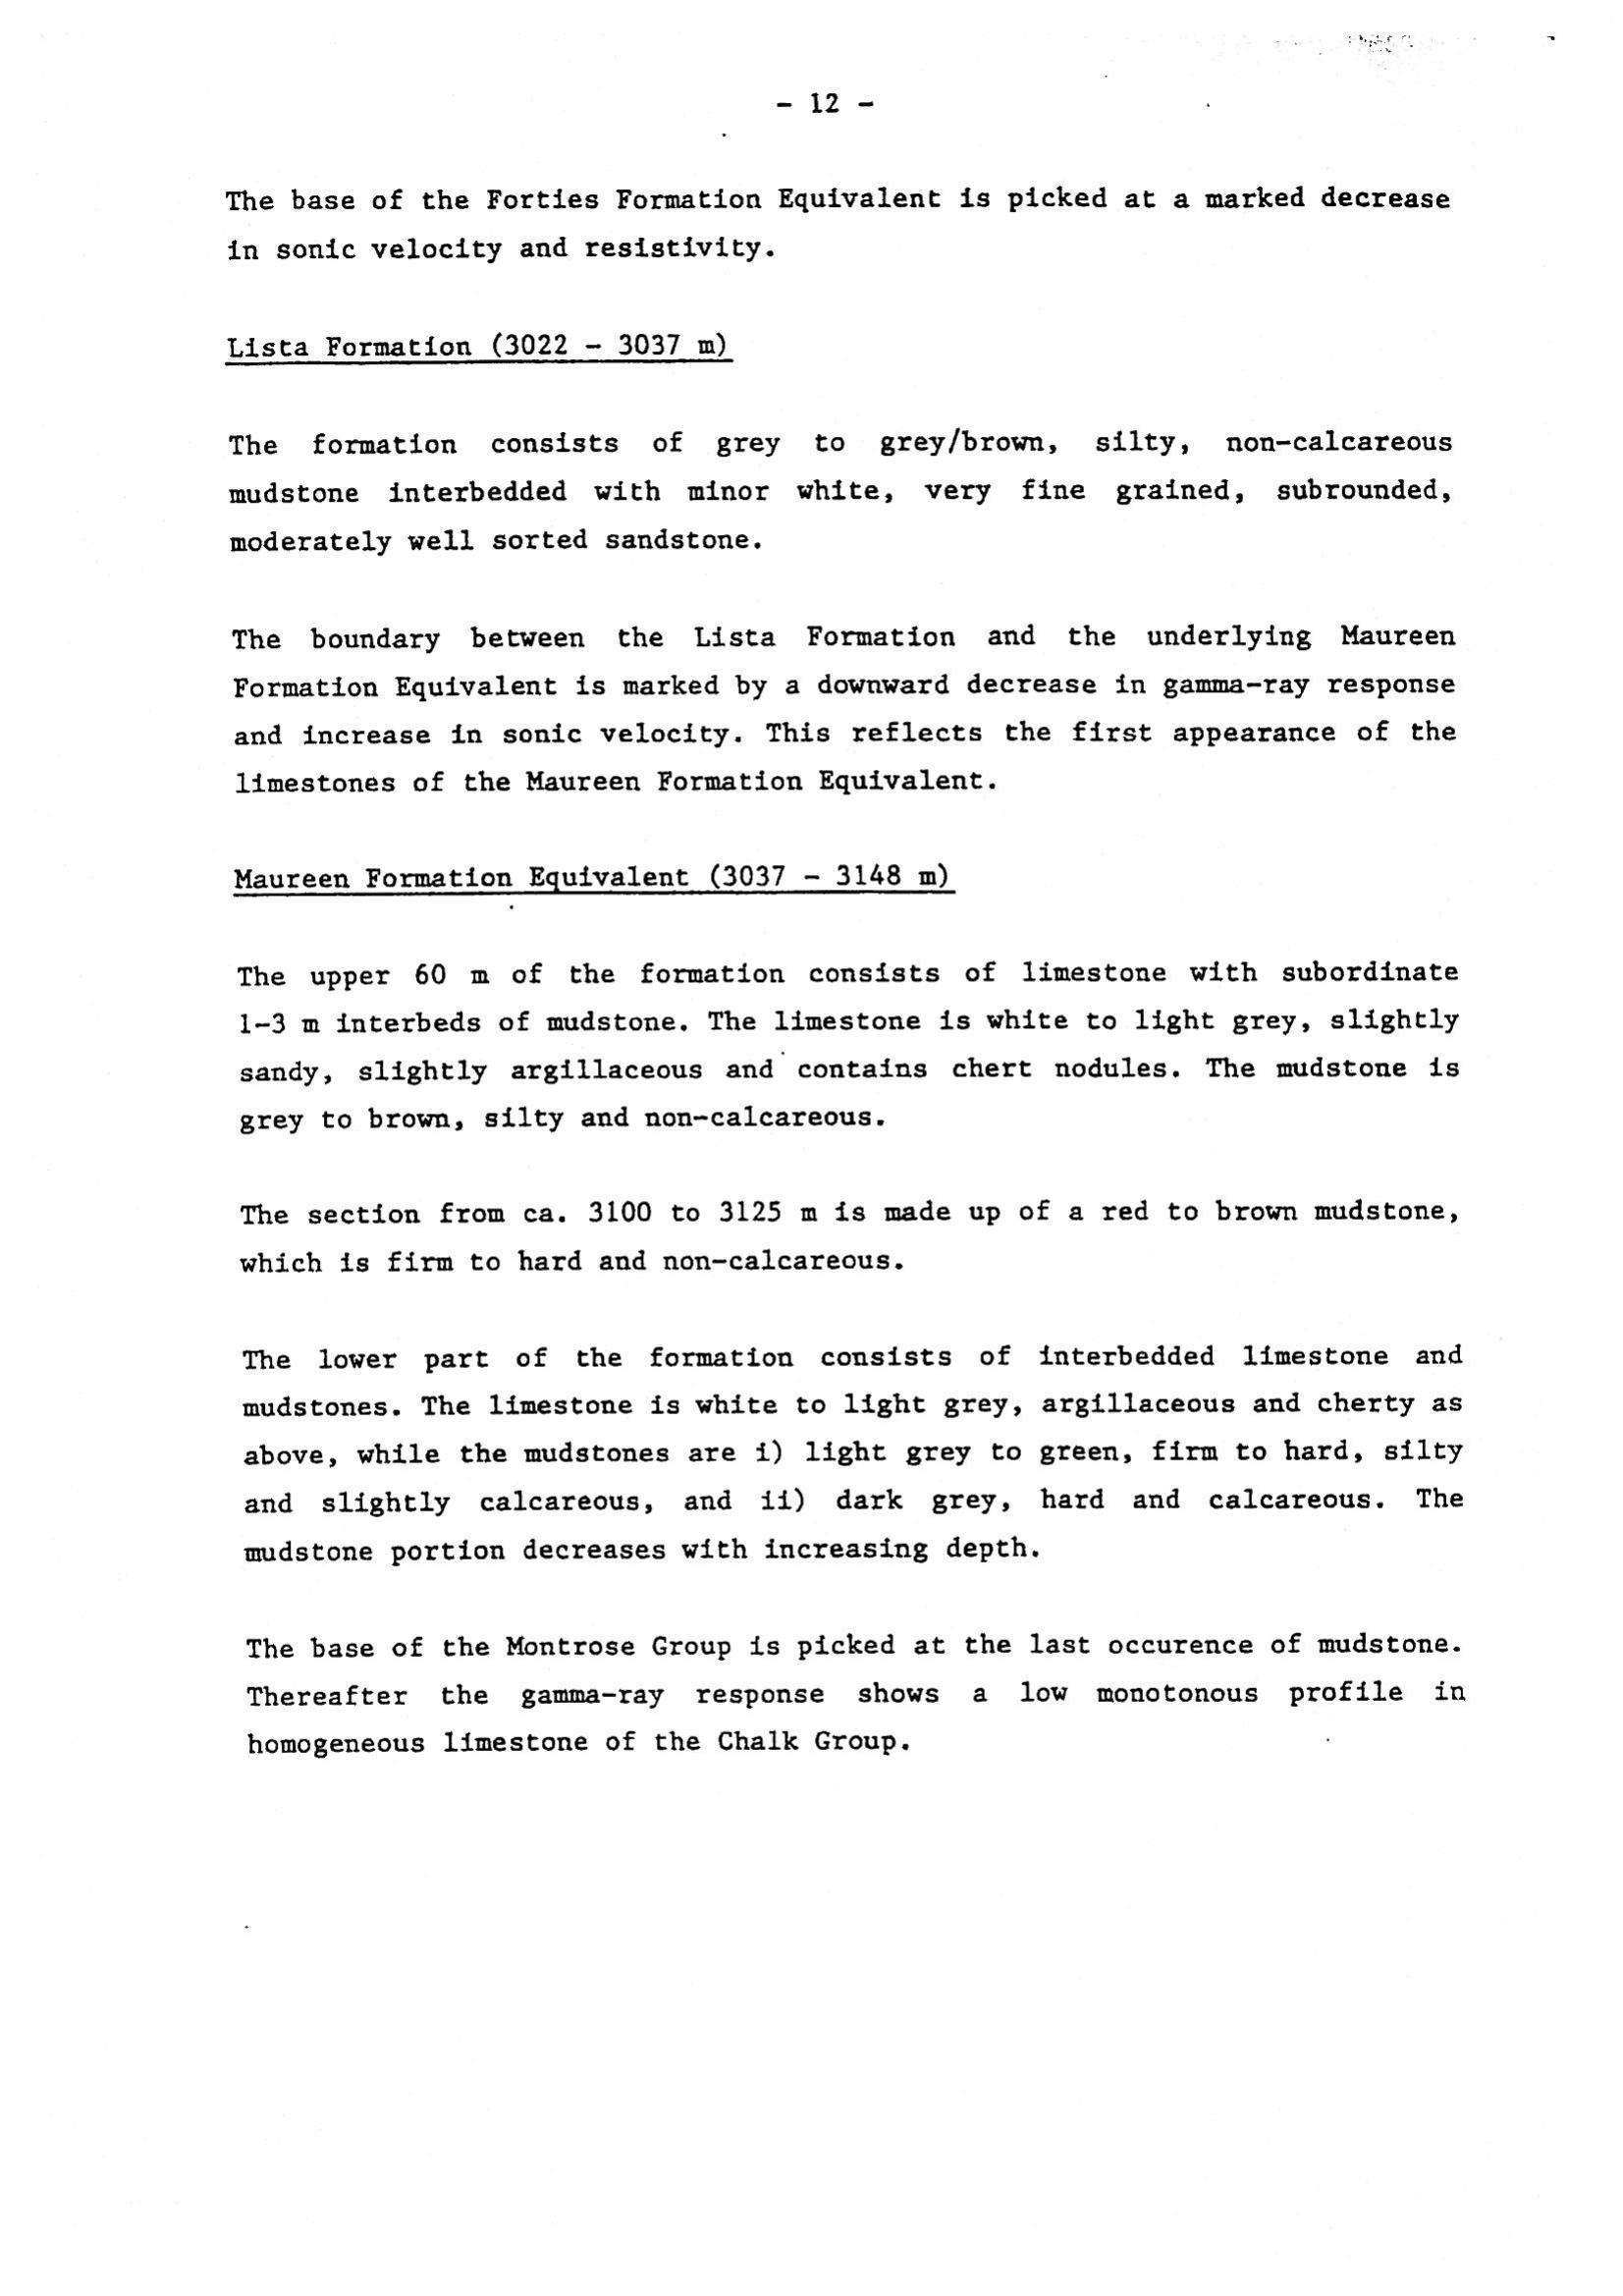 - 12 -
The base of the Forties Formation Equivalent is picked at a marked decrease
in sonic velocity and resistivity.
Lista Formation (3022 - 3037 m)
The formation consists of grey to grey/brown, silty, non-calcareous
mudstone interbedded with minor white, very fine grained, subrounded,
moderately well sorted sandstone.
The boundary between the Lista Formation and the underlying Maureen
Formation Equivalent is marked by a downward decrease in gamma-ray response
and increase in sonic velocity. This reflects the first appearance of the
limestones of the Maureen Formation Equivalent.
Maureen Formation Equivalent (3037 - 3148 m)
The upper 60 m of the formation consists of limestone with subordinate
1-3 m interbeds of mudstone. The limestone is white to light grey, slightly
sandy, slightly argillaceous and contains chert nodules. The mudstone is
grey to brown, silty and non-calcareous.
The section from ca. 3100 to 3125 m is made up of a red to brown mudstone,
which is firm to hard and non-calcareous.
The lower part of the formation consists of interbedded limestone and
mudstones. The limestone is white to light grey, argillaceous and cherty as
above, while the mudstones are i) light grey to green, firm to hard, silty
and slightly calcareous, and ii) dark grey, hard and calcareous. The
mudstone portion decreases with increasing depth.
The base of the Montrose Group is picked at the last occurence of mudstone.
Thereafter the gamma-ray response shows a low monotonous profile in
homogeneous limestone of the Chalk Group.